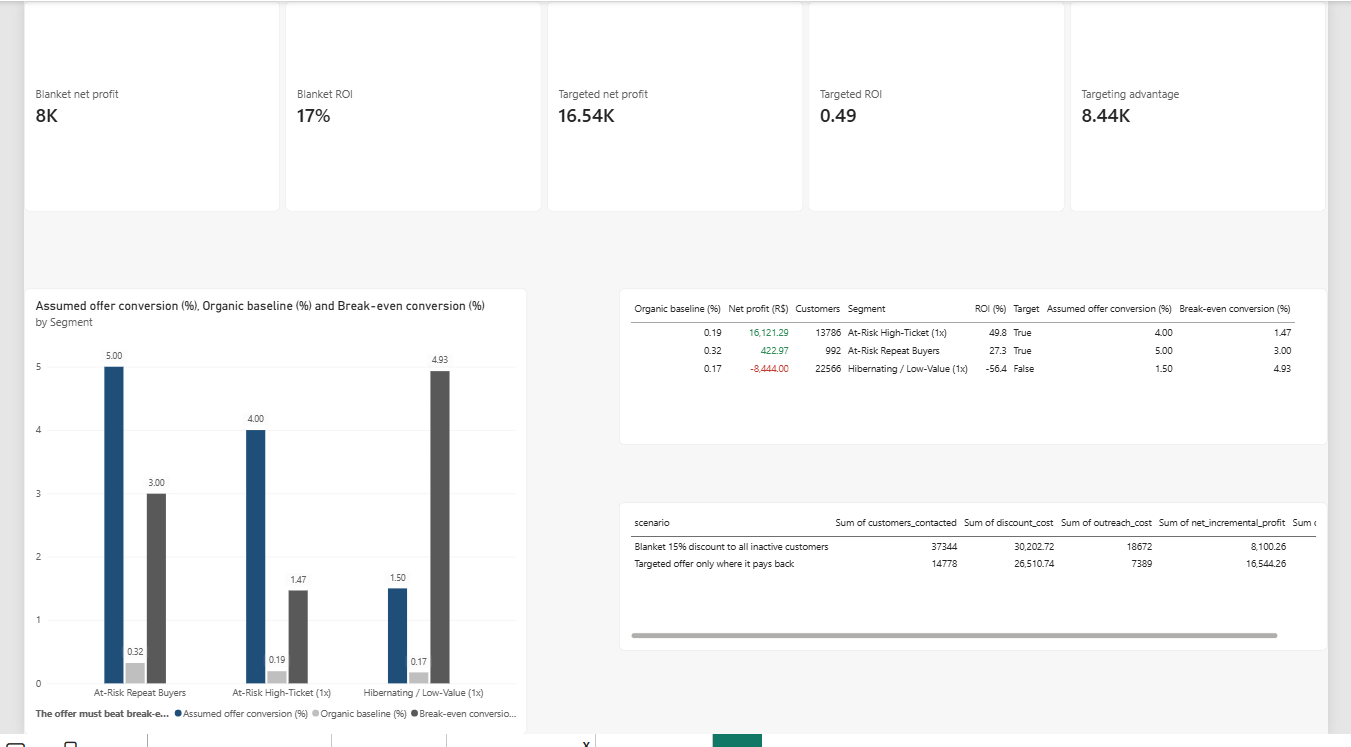 Blanket net profit
8K
Blanket ROI
17%
Targeted net profit
16.54K
Targeted ROI
0.49
Targeting advantage
8.44K
Assumed offer conversion (%), Organic baseline (%) and Break-even conversion (%)
by Segment
5.00
4.93
5
4.00
4
3.00
3
2
1.47
1.50
1
0.32
0.19
0.17
0
At-Risk Repeat Buyers
At-Risk High-Ticket (1x)
Hibernating / Low-Value (1x)
The offer must beat break-e... Assumed offer conversion (%) Organic baseline (%) Break-even conversio...
Organic baseline (%) Net profit (R$) Customers Segment ROI (%) Target Assumed offer conversion (%) Break-even conversion (%)
0.19 16,121.29 13786 At-Risk High-Ticket (1x) 49.8 True 4.00 1.47
0.32 422.97 992 At-Risk Repeat Buyers 27.3 True 5.00 3.00
0.17 -8,444.00 22566 Hibernating / Low-Value (1x) -56.4 False 1.50 4.93
scenario Sum of customers_contacted Sum of discount_cost Sum of outreach_cost Sum of net_incremental_profit Sum
Blanket 15% discount to all inactive customers 37344 30,202.72 18672 8,100.26
Targeted offer only where it pays back 14778 26,510.74 7389 16,544.26